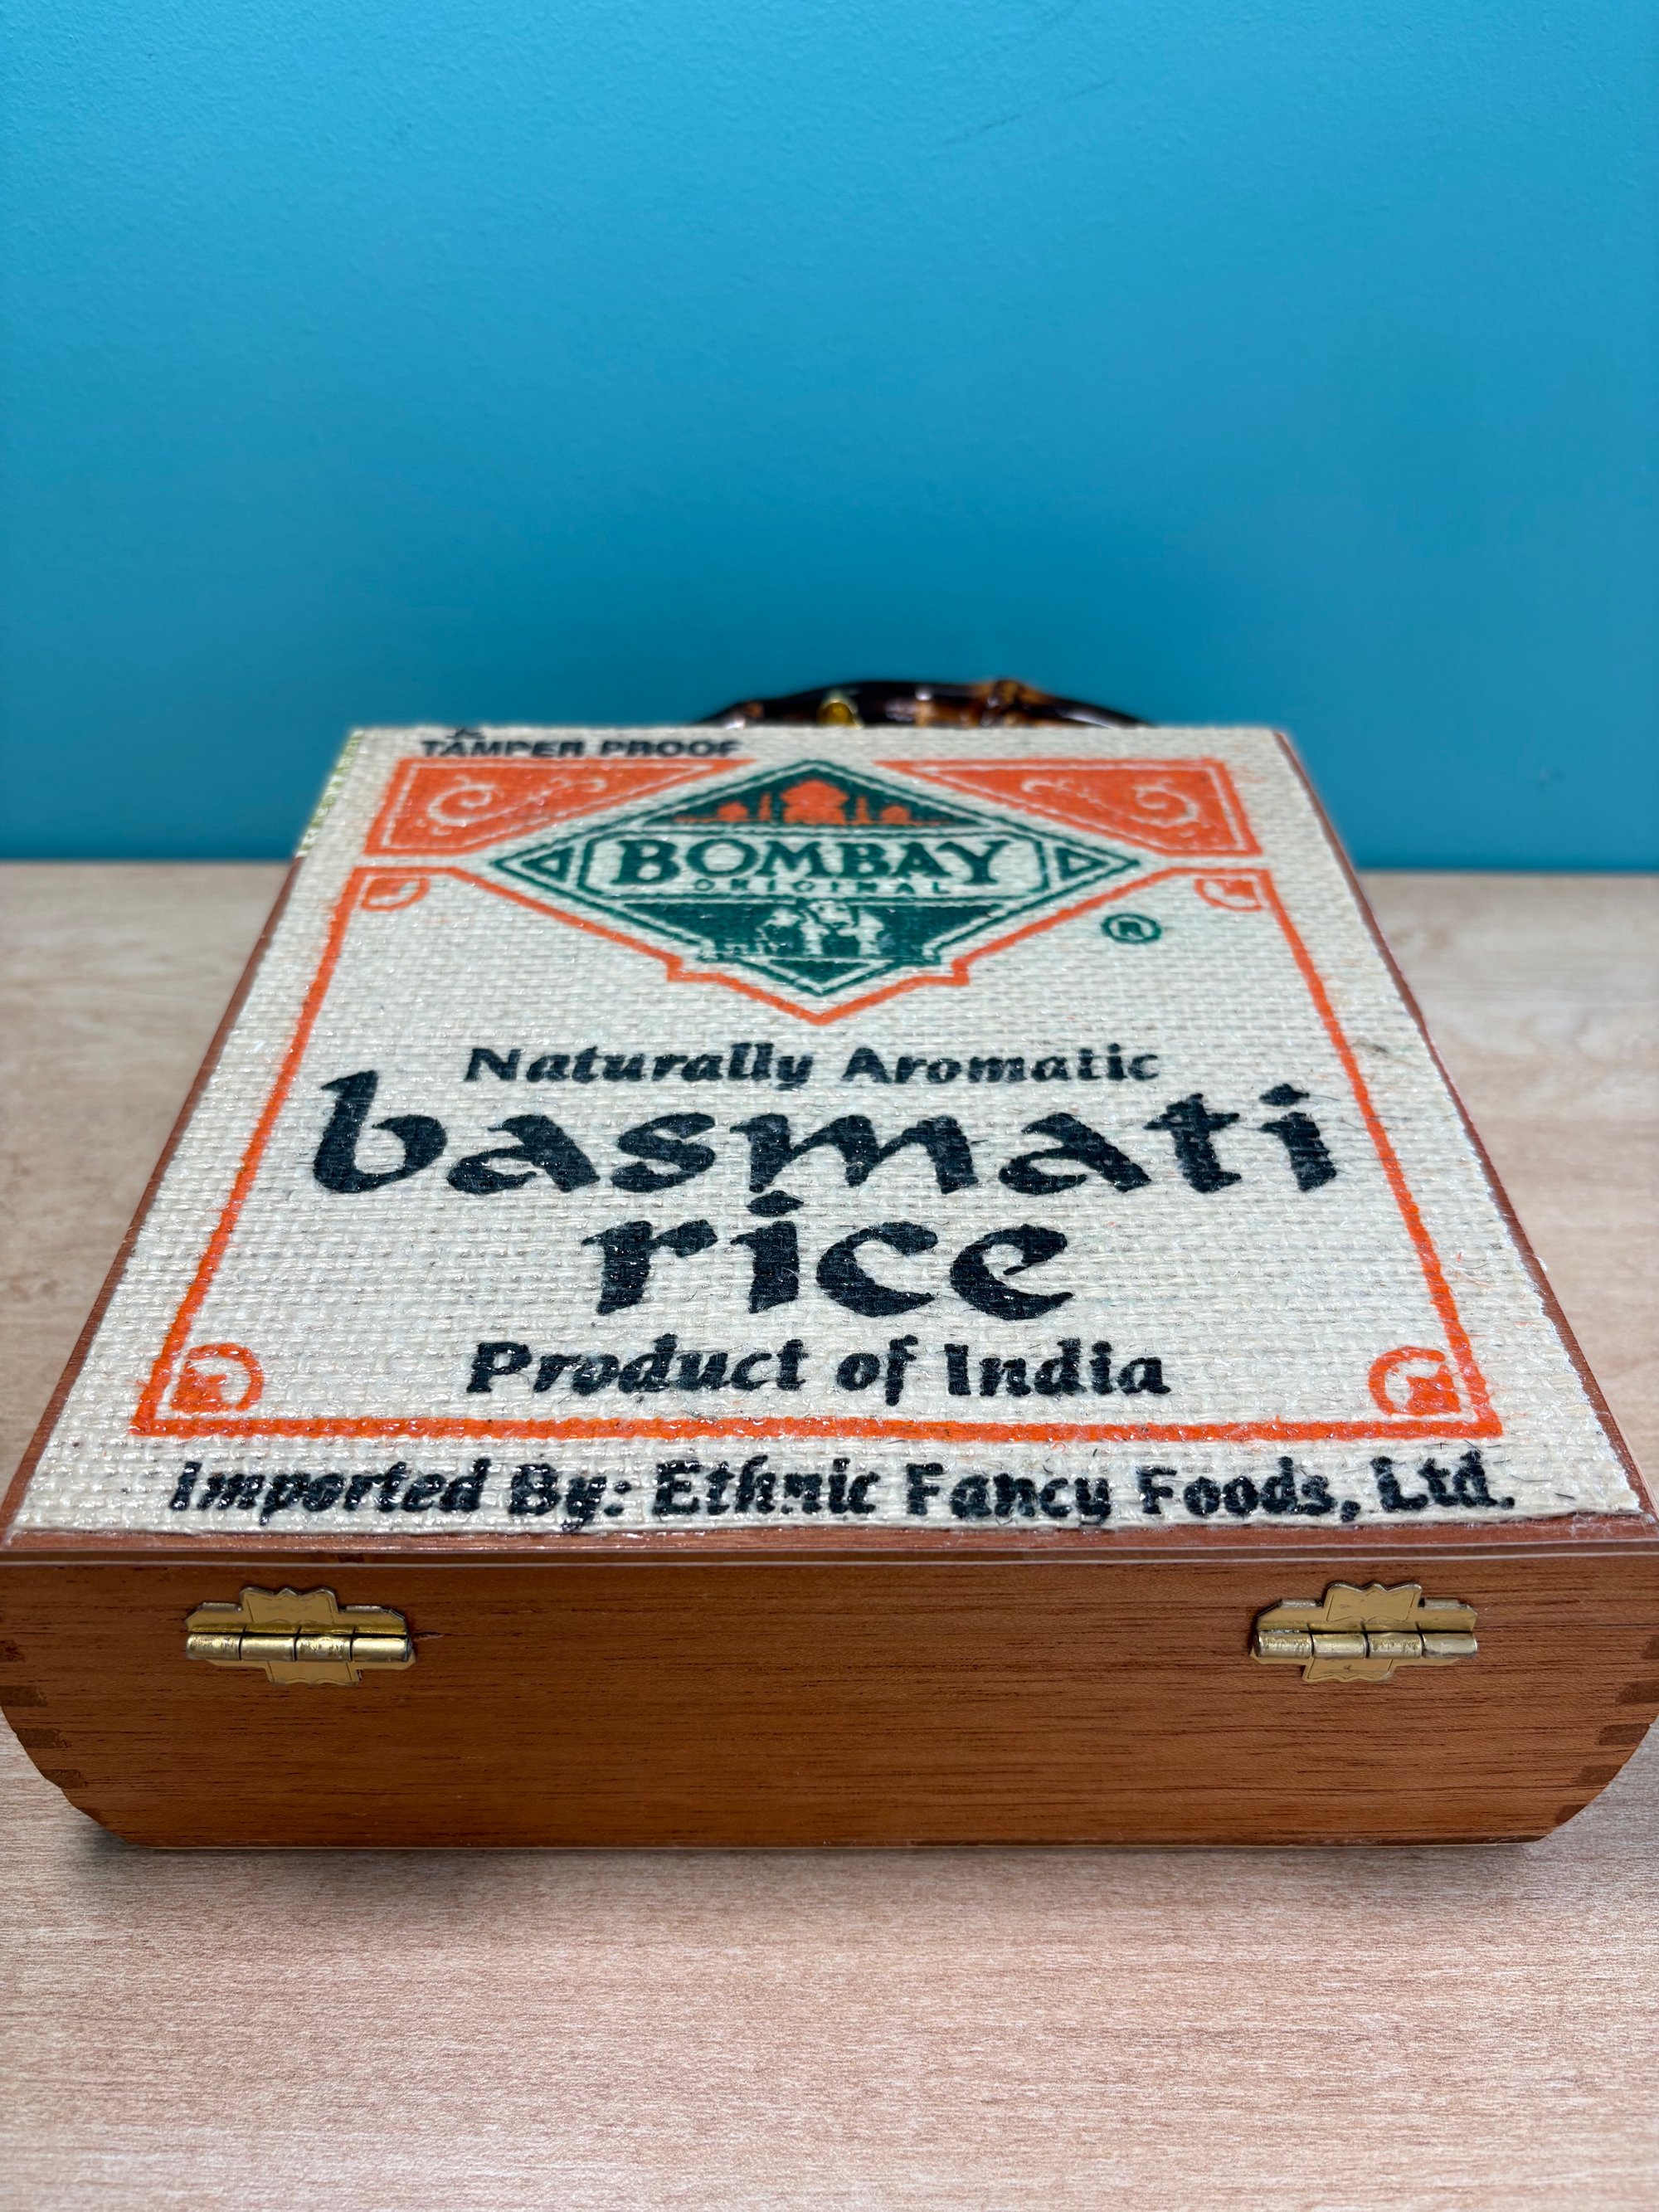 TAMPER PROOF
BOMBAY
ORIGINAL
®
Naturally Aromatic
basmati
rice
Product of India
Imported By: Ethnic Fancy Foods, Ltd.